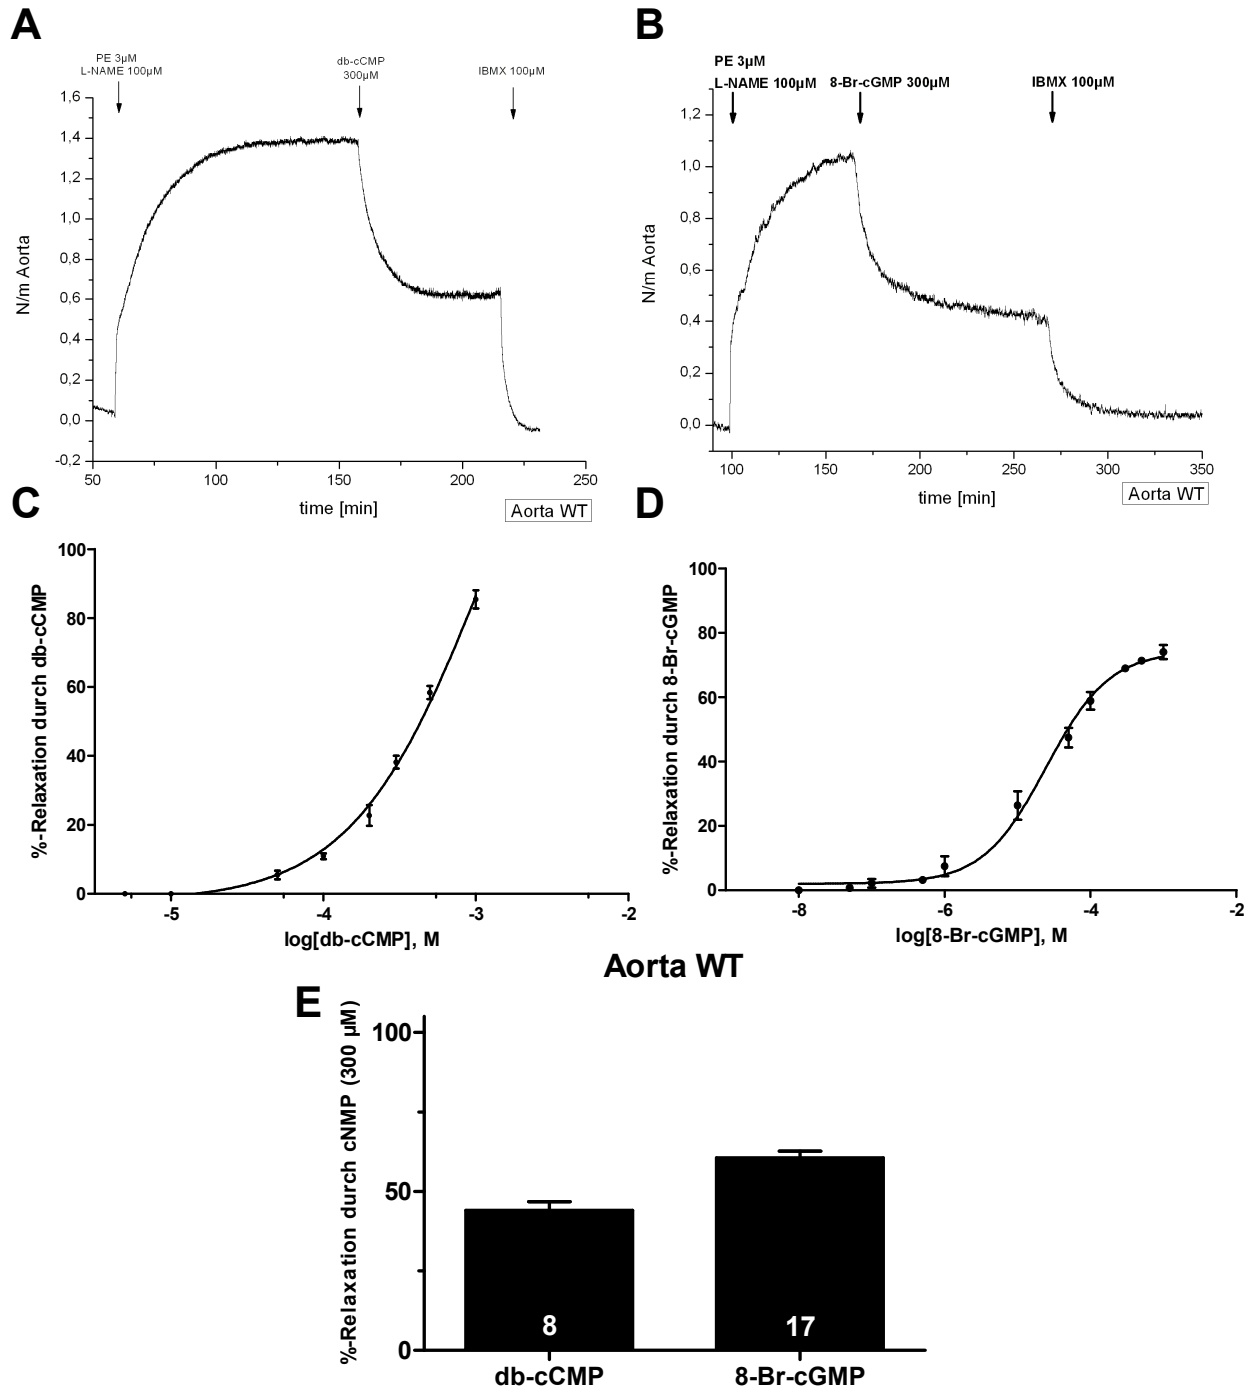 A
PE 3µM
L-NAME 100µM
db-cCMP
300µM
IBMX 100µM
1,6
1,4
1,2
1,0
0,8
0,6
0,4
0,2
0,0
-0,2
N/m Aorta
50
100
150
200
250
time [min]
Aorta WT
B
PE 3µM
L-NAME 100µM
8-Br-cGMP 300µM
IBMX 100µM
1,2
1,0
0,8
0,6
0,4
0,2
0,0
N/m Aorta
100
150
200
250
300
350
time [min]
Aorta WT
C
100
80
60
40
20
0
%-Relaxation durch db-cCMP
-5
-4
-3
-2
log[db-cCMP], M
D
100
80
60
40
20
0
%-Relaxation durch 8-Br-cGMP
-8
-6
-4
-2
log[8-Br-cGMP], M
Aorta WT
E
100
50
0
%-Relaxation durch cNMP (300 µM)
8
17
db-cCMP
8-Br-cGMP